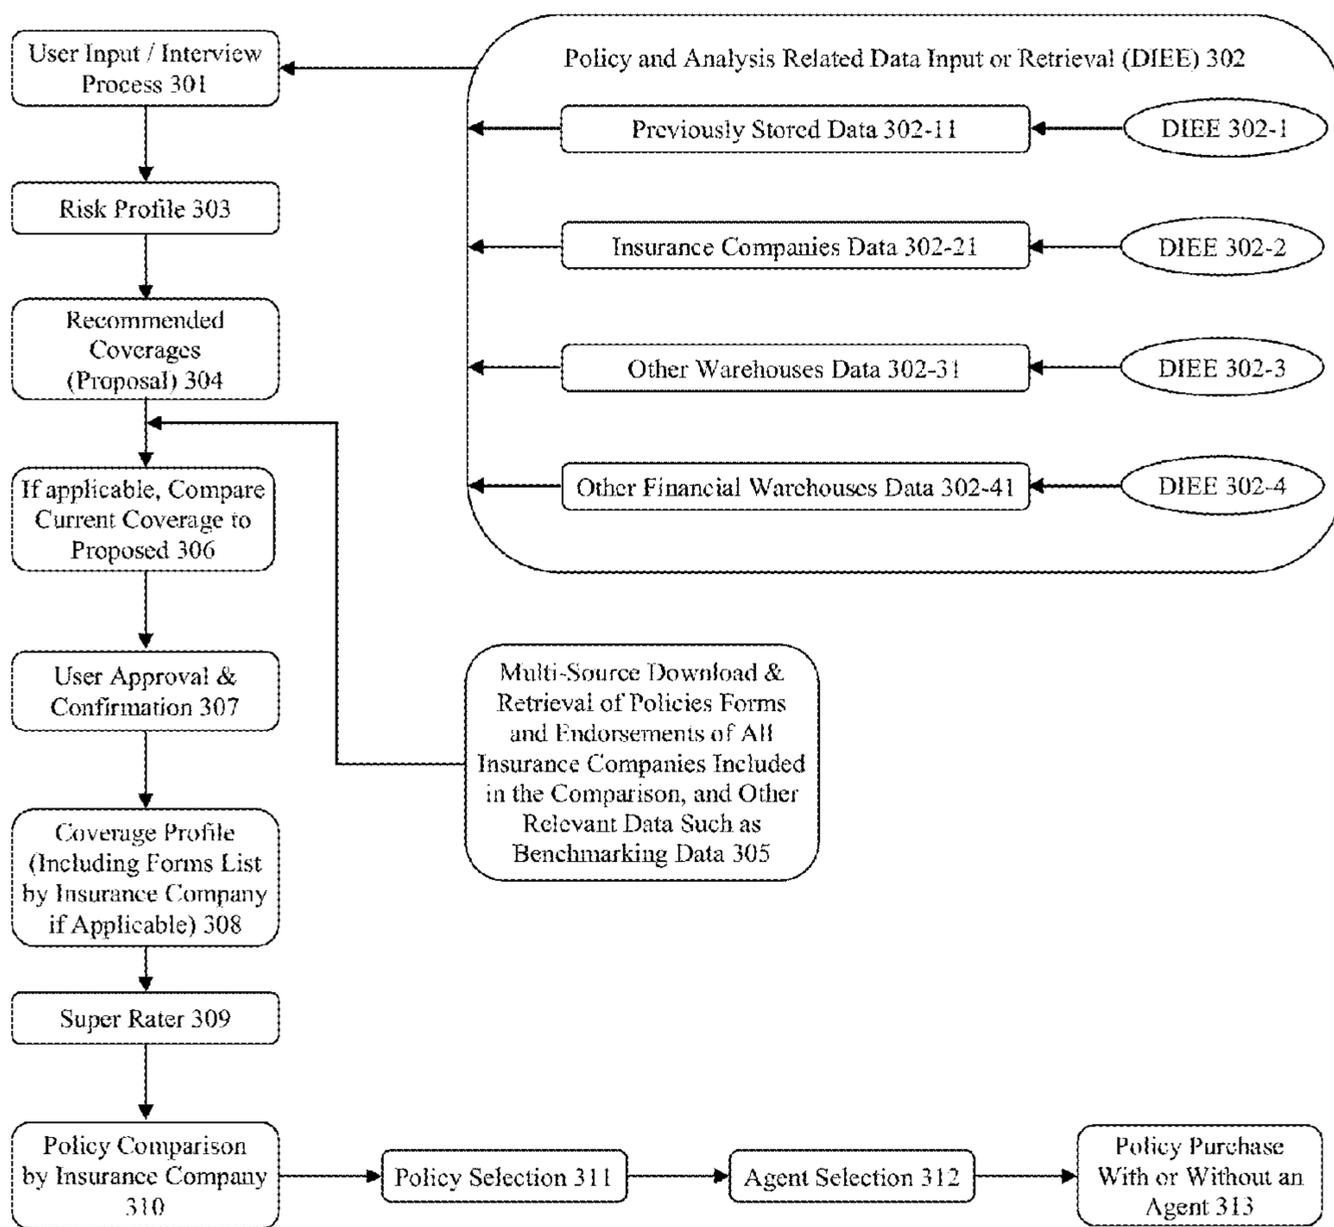 User Input / Interview
Process 301
Policy and Analysis Related Data Input or Retrieval (DIEE) 302
Previously Stored Data 302-11
DIEE 302-1
Risk Profile 303
Insurance Companies Data 302-21
DIEE 302-2
Recommended
Coverages
(Proposal) 304
Other Warehouses Data 302-31
DIEE 302-3
If applicable, Compare
Current Coverage to
Proposed 306
Other Financial Warehouses Data 302-41
DIEE 302-4
User Approval &
Confirmation 307
Multi-Source Download &
Retrieval of Policies Forms
and Endorsements of All
Insurance Companies Included
in the Comparison, and Other
Relevant Data Such as
Benchmarking Data 305
Coverage Profile
(Including Forms List
by Insurance Company
if Applicable) 308
Super Rater 309
Policy Comparison
by Insurance Company
310
Policy Selection 311
Agent Selection 312
Policy Purchase
With or Without an
Agent 313